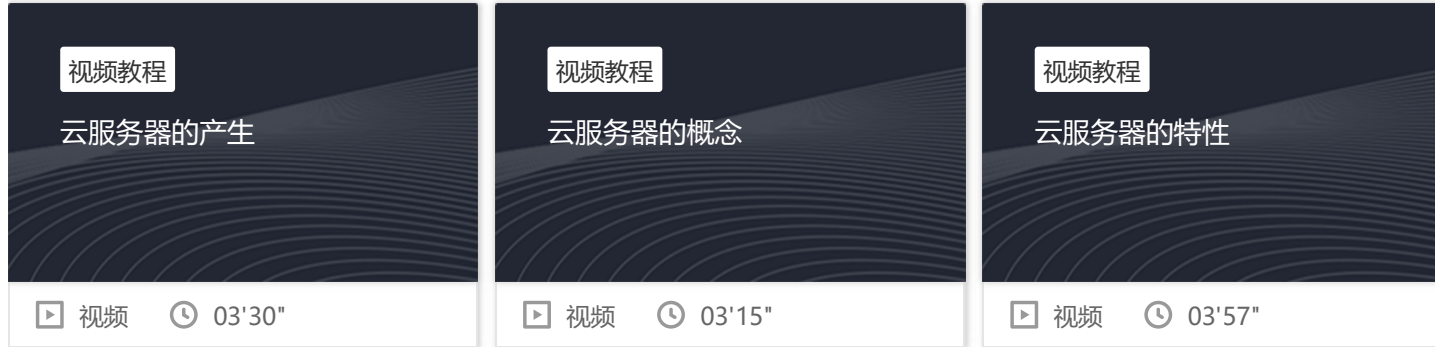 视频教程
云服务器的产生
视频 03'30"
视频教程
云服务器的概念
视频 03'15"
视频教程
云服务器的特性
视频 03'57"